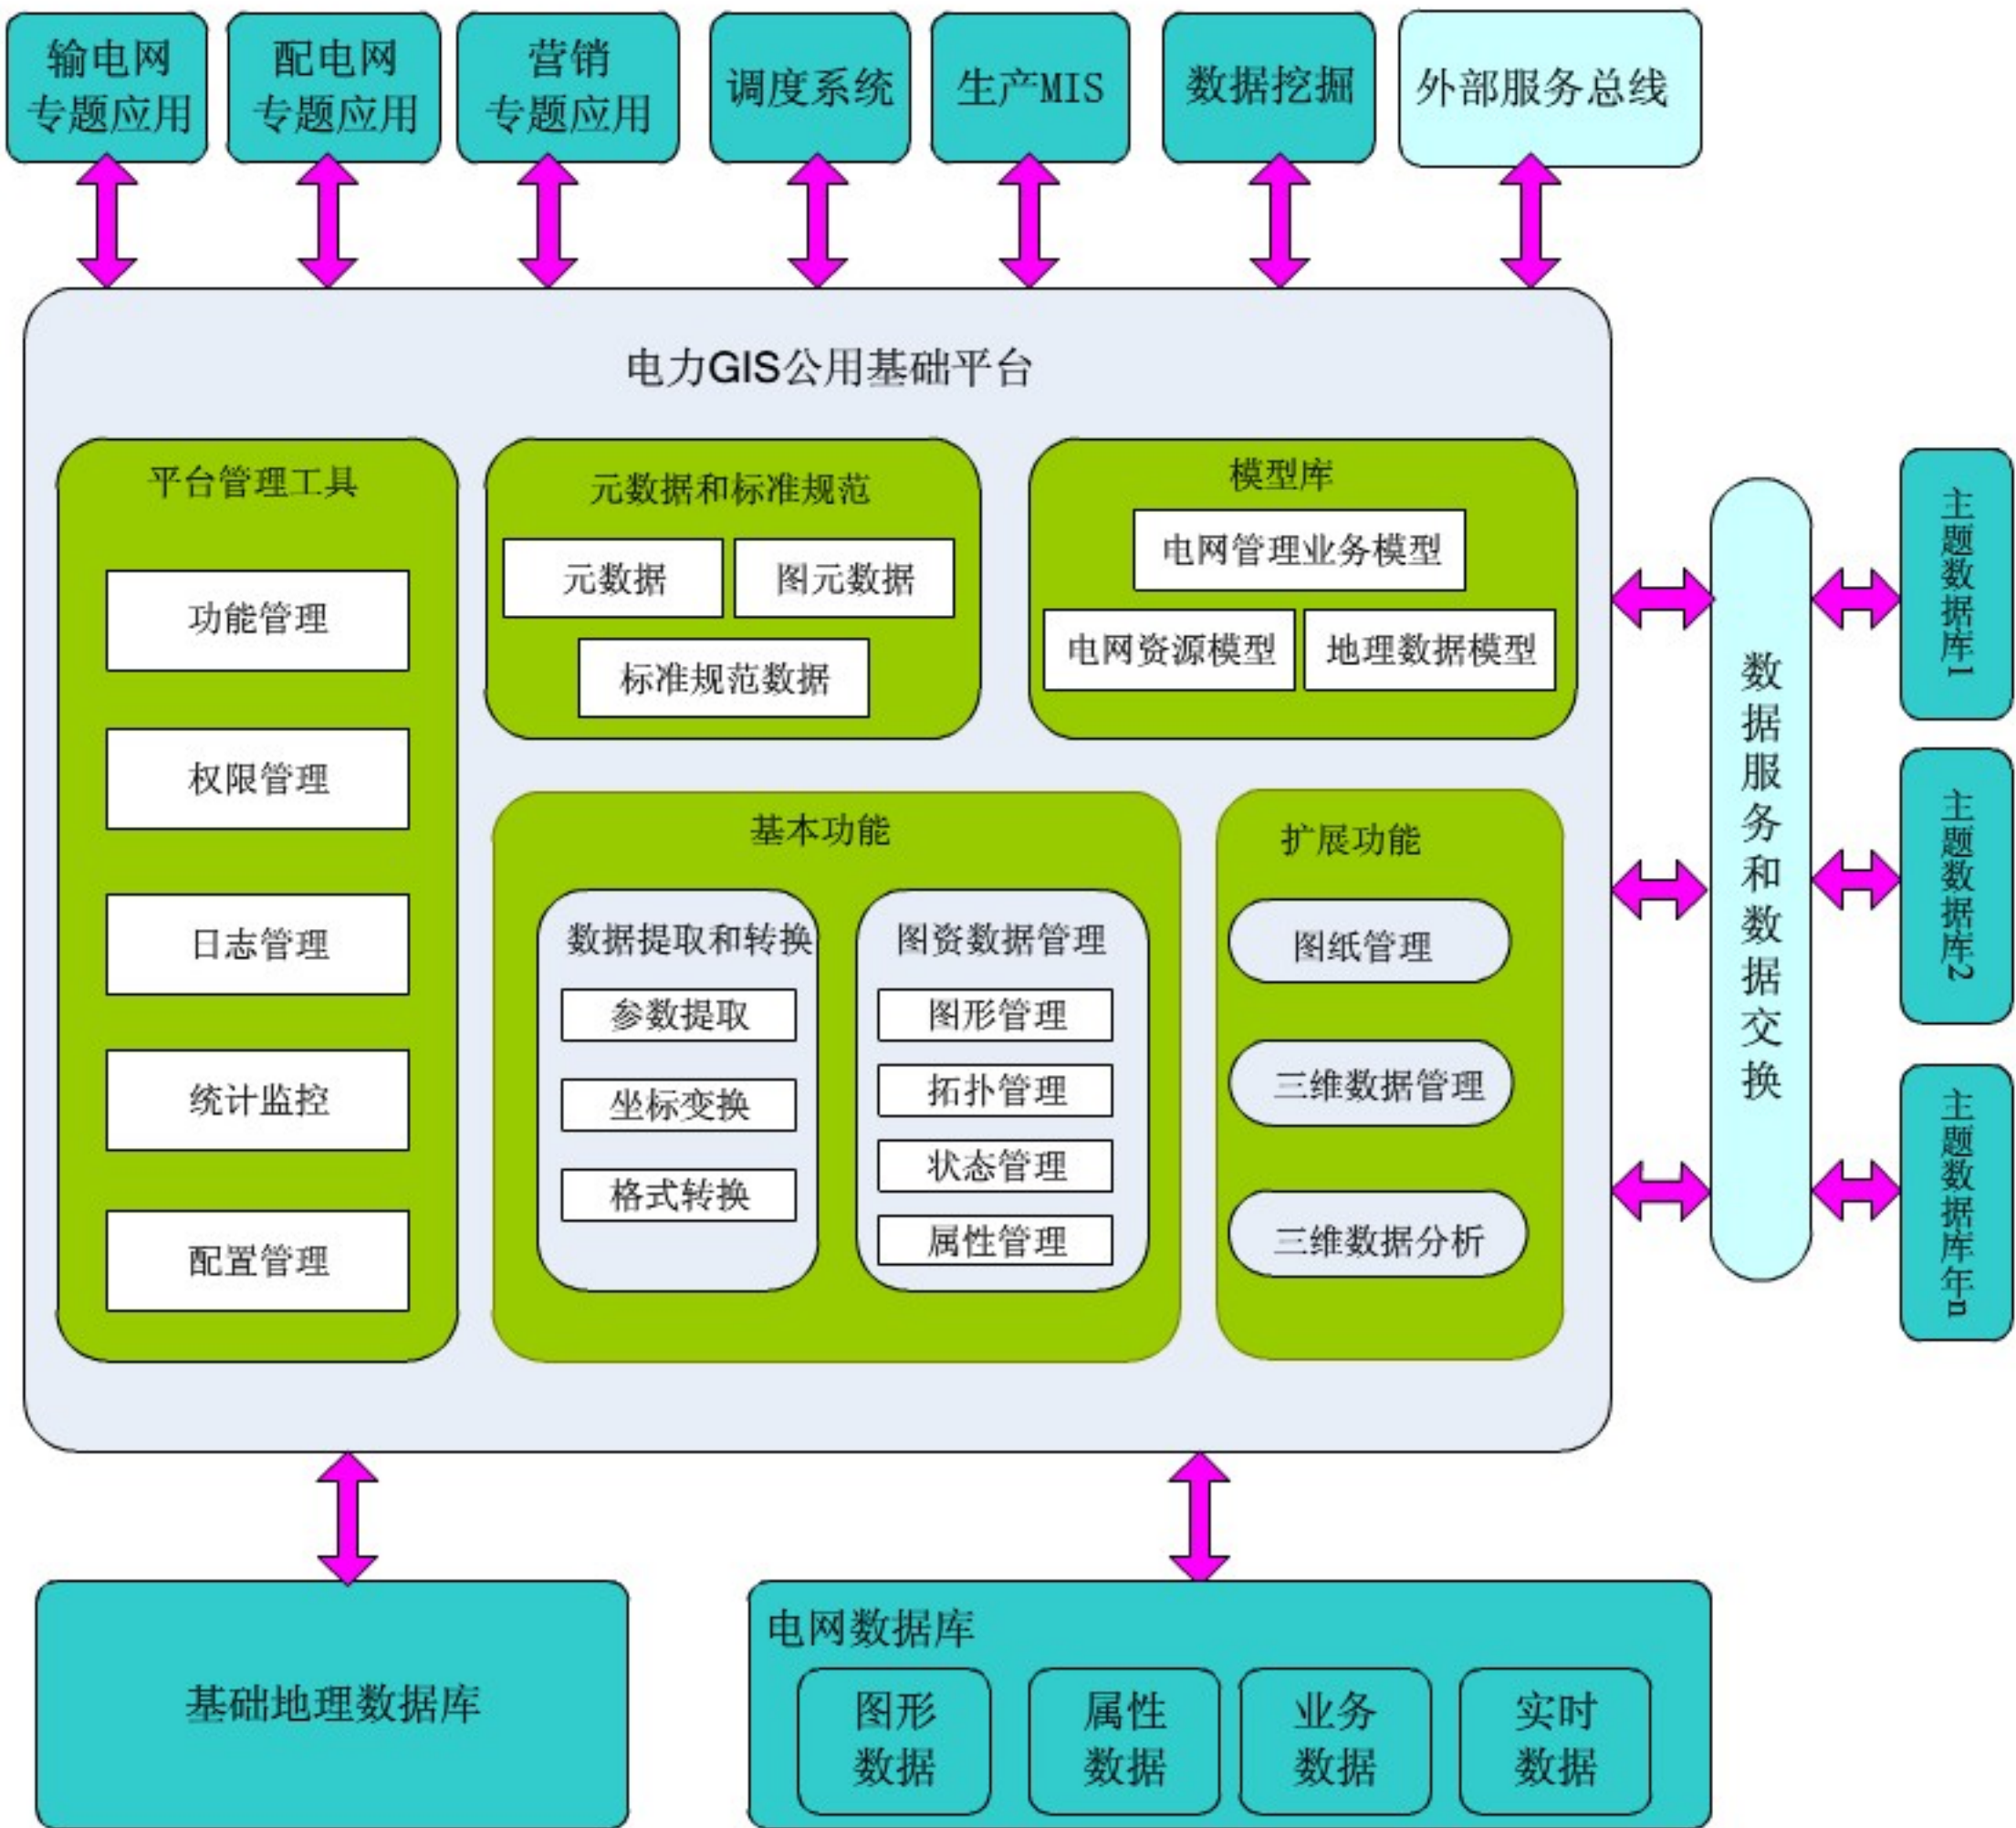 输电网
专题应用
配电网
专题应用
营销
专题应用
调度系统
生产MIS
数据挖掘
外部服务总线
电力GIS公用基础平台
平台管理工具
功能管理
权限管理
日志管理
统计监控
配置管理
元数据和标准规范
元数据
图元数据
标准规范数据
模型库
电网管理业务模型
电网资源模型
地理数据模型
基本功能
数据提取和转换
参数提取
坐标变换
格式转换
图资数据管理
图形管理
拓扑管理
状态管理
属性管理
扩展功能
图纸管理
三维数据管理
三维数据分析
数据服务和数据交换
主题数据库1
主题数据库2
主题数据库年n
基础地理数据库
电网数据库
图形
数据
属性
数据
业务
数据
实时
数据